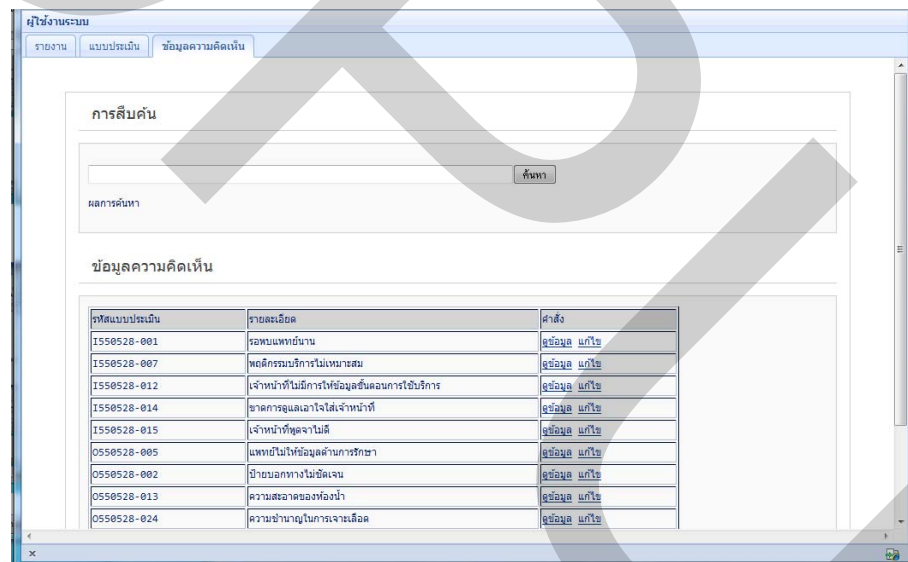 ผู้ใช้งานระบบ
รายงาน แบบประเมิน ข้อมูลความคิดเห็น
การสืบค้น
ค้นหา
ผลการค้นหา
ข้อมูลความคิดเห็น
รหัสแบบประเมิน รายละเอียด คำสั่ง
I550528-001 รอพบแพทย์นาน ดูข้อมูล แก้ไข
I550528-007 พฤติกรรมบริการไม่เหมาะสม ดูข้อมูล แก้ไข
I550528-012 เจ้าหน้าที่ไม่มีการให้ข้อมูลขั้นตอนการใช้บริการ ดูข้อมูล แก้ไข
I550528-014 ขาดการดูแลเอาใจใส่เจ้าหน้าที่ ดูข้อมูล แก้ไข
I550528-015 เจ้าหน้าที่พูดจาไม่ดี ดูข้อมูล แก้ไข
O550528-005 แพทย์ไม่ให้ข้อมูลด้านการรักษา ดูข้อมูล แก้ไข
O550528-002 ป้ายบอกทางไม่ชัดเจน ดูข้อมูล แก้ไข
O550528-013 ความสะอาดของห้องน้ำ ดูข้อมูล แก้ไข
O550528-024 ความชำนาญในการเจาะเลือด ดูข้อมูล แก้ไข